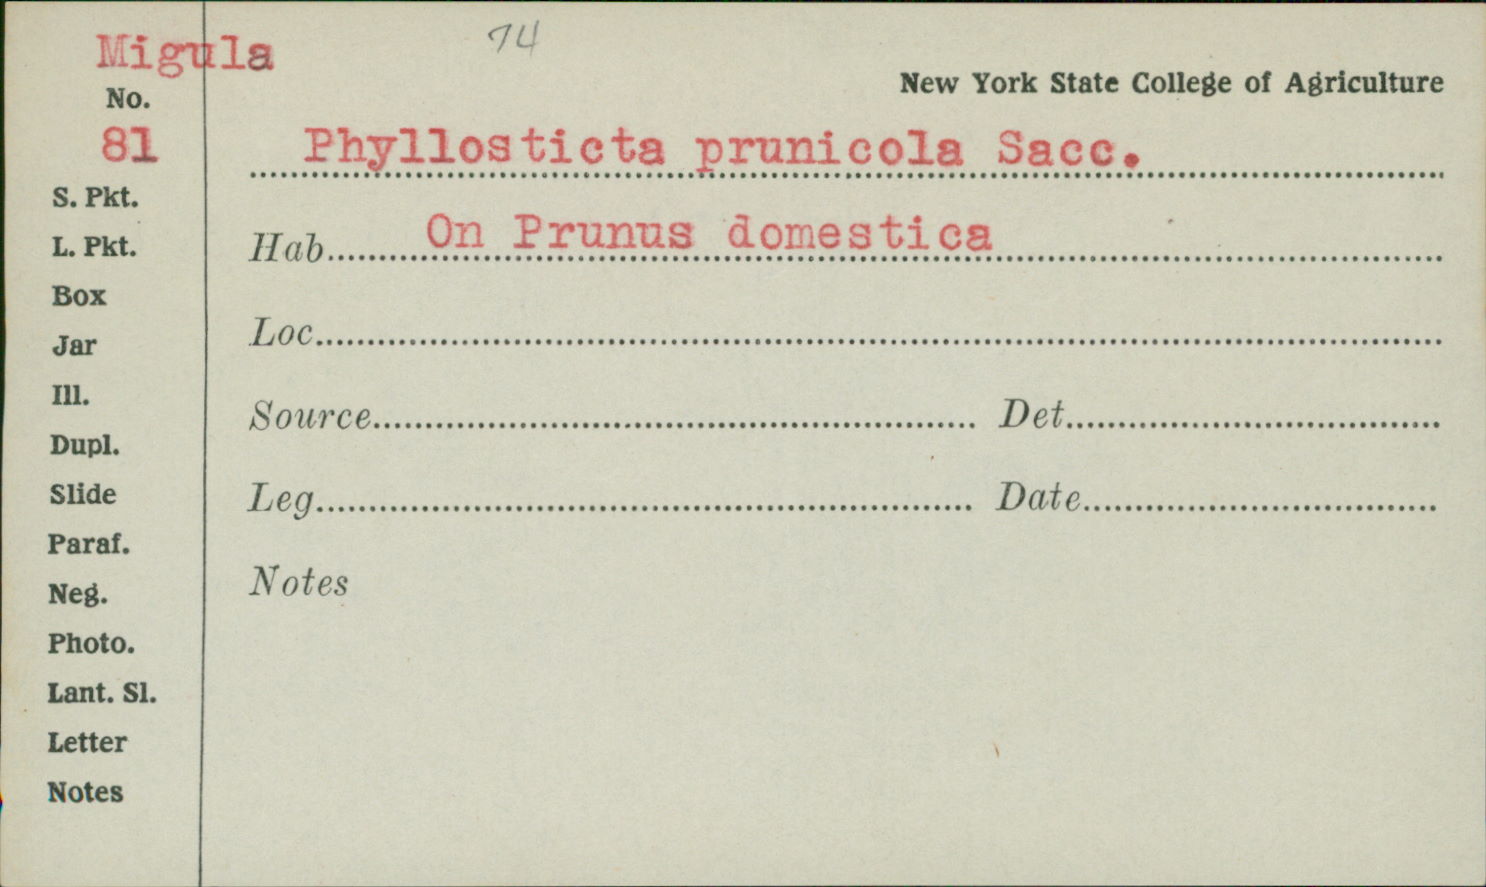 Migula
74
New York State College of Agriculture
No.
81
Phyllosticta prunicola Sacc.
S. Pkt.
Hab. On Prunus domestica
L. Pkt.
Box
Loc.
Jar
Ill.
Source Det.
Dupl.
Slide
Leg. Date
Paraf.
Neg.
Notes
Photo.
Lant. Sl.
Letter
Notes